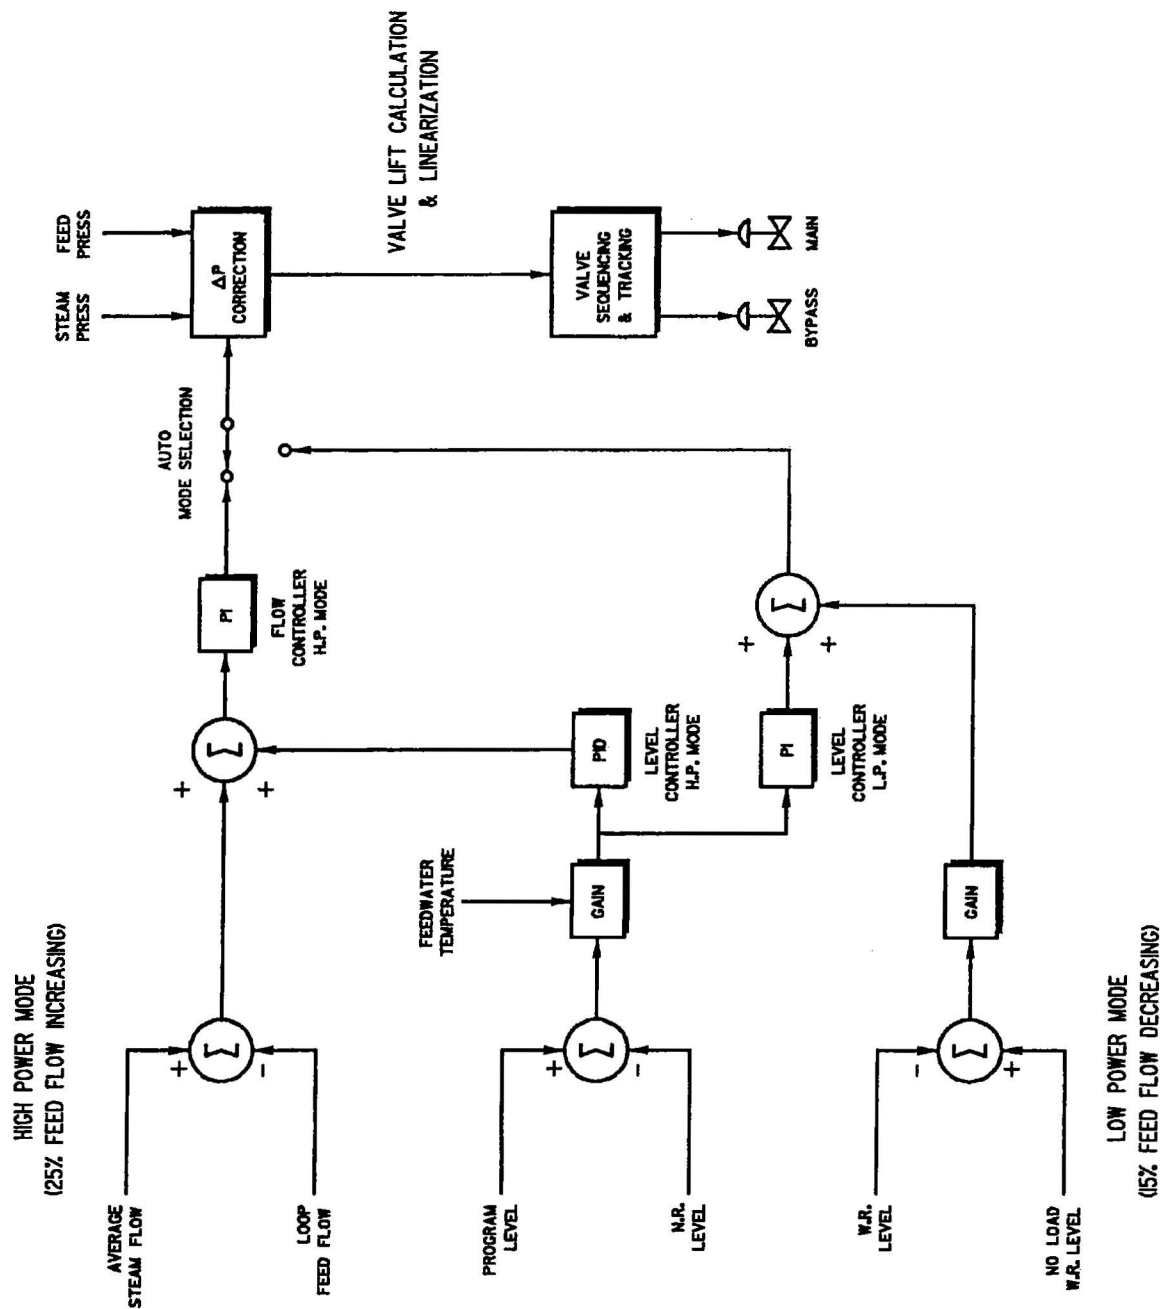 HIGH POWER MODE
(25% FEED FLOW INCREASING)
AVERAGE
STEAM FLOW
LOOP
FEED FLOW
+
-
Σ
+
+
Σ
PI
FLOW
CONTROLLER
H.P. MODE
AUTO
MODE SELECTION
STEAM
PRESS
FEED
PRESS
ΔP
CORRECTION
VALVE LIFT CALCULATION
& LINEARIZATION
VALVE
SEQUENCING
& TRACKING
BYPASS
MAIN
PROGRAM
LEVEL
N.R.
LEVEL
+
-
Σ
FEEDWATER
TEMPERATURE
GAIN
PID
LEVEL
CONTROLLER
H.P. MODE
PI
LEVEL
CONTROLLER
L.P. MODE
+
+
Σ
W.R.
LEVEL
NO LOAD
W.R. LEVEL
-
+
Σ
GAIN
LOW POWER MODE
(15% FEED FLOW DECREASING)